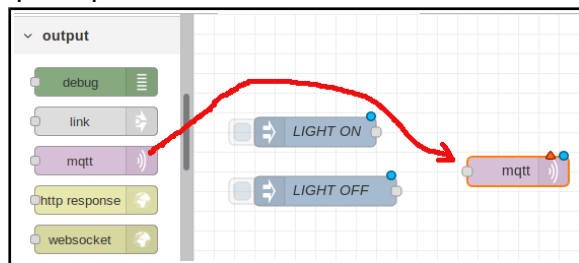 output
debug
link
LIGHT ON
mqtt
mqtt
http response
LIGHT OFF
websocket